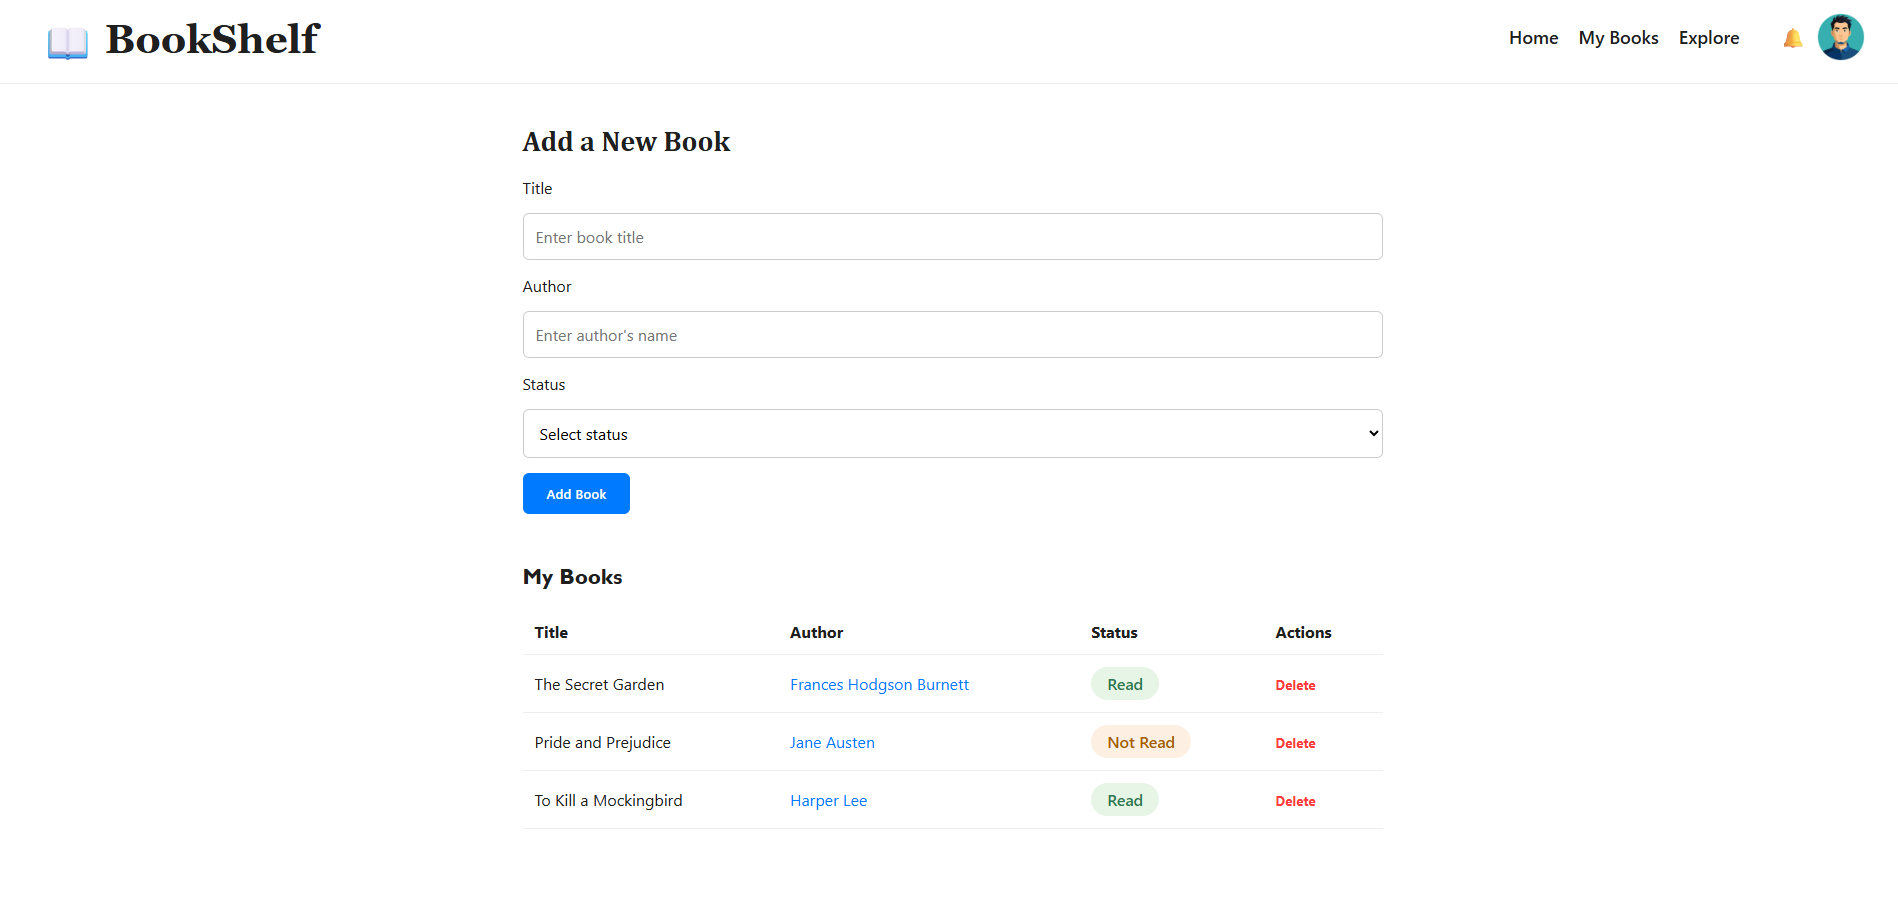 BookShelf
Home My Books Explore
Add a New Book
Title
Enter book title
Author
Enter author's name
Status
Select status
Add Book
My Books
Title Author Status Actions
The Secret Garden Frances Hodgson Burnett Read Delete
Pride and Prejudice Jane Austen Not Read Delete
To Kill a Mockingbird Harper Lee Read Delete